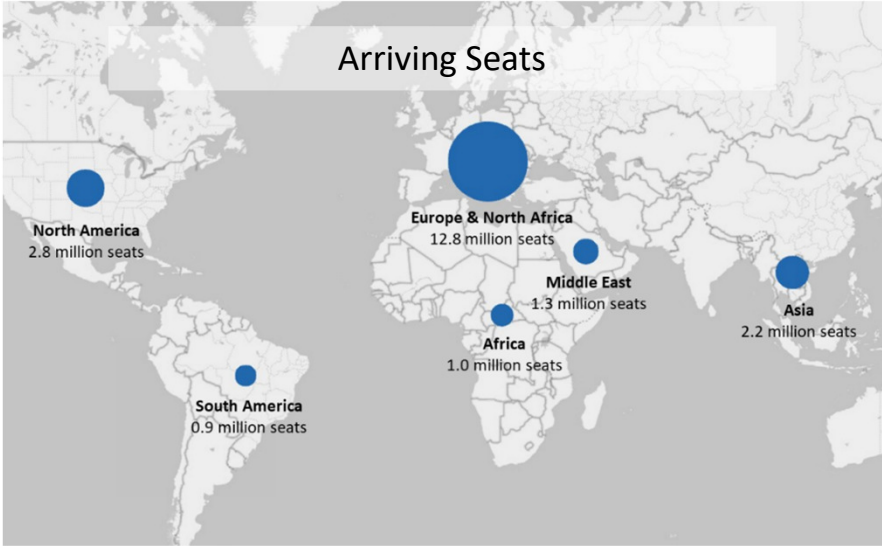 Arriving Seats
North America
2.8 million seats
Europe & North Africa
12.8 million seats
Middle East
1.3 million seats
Asia
2.2 million seats
Africa
1.0 million seats
South America
0.9 million seats